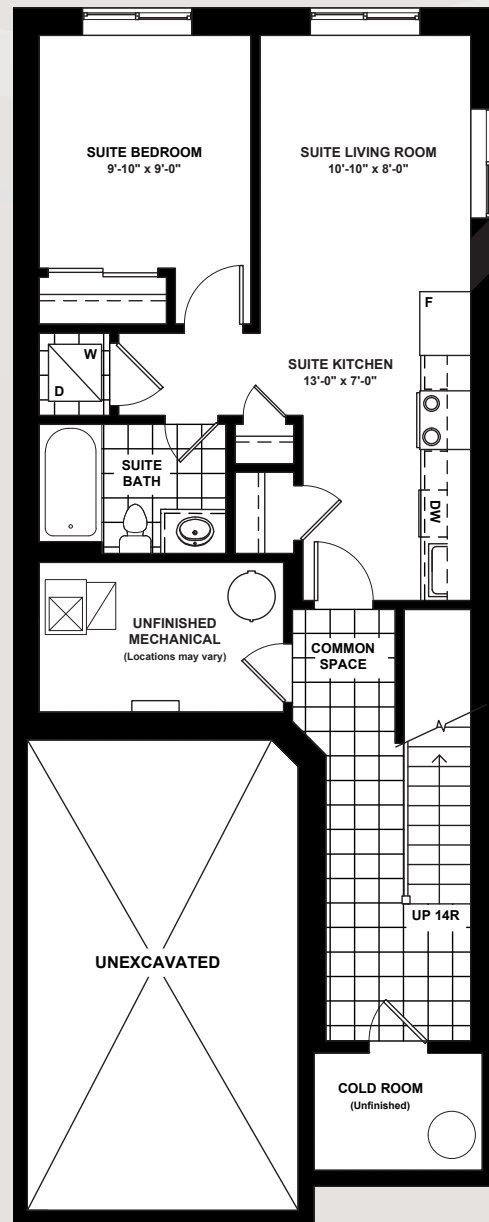 SUITE BEDROOM
9'-10" x 9'-0"
SUITE LIVING ROOM
10'-10" x 8'-0"
F
W
D
SUITE KITCHEN
13'-0" x 7'-0"
SUITE
BATH
DW
UNFINISHED
MECHANICAL
(Locations may vary)
COMMON
SPACE
UP 14R
UNEXCAVATED
COLD ROOM
(Unfinished)